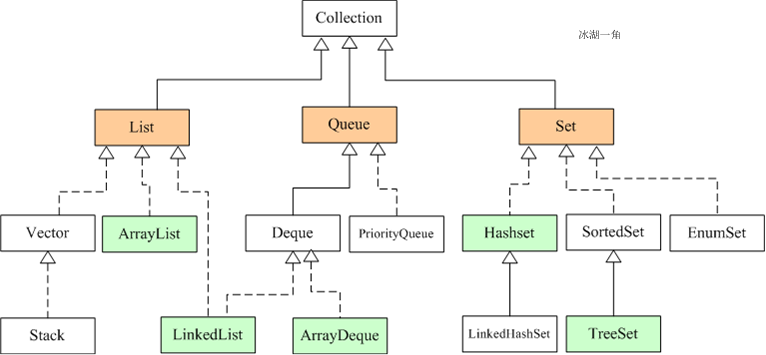 Collection
冰湖一角
List
Queue
Set
Vector
ArrayList
Deque
PriorityQueue
Hashset
SortedSet
EnumSet
Stack
LinkedList
ArrayDeque
LinkedHashSet
TreeSet